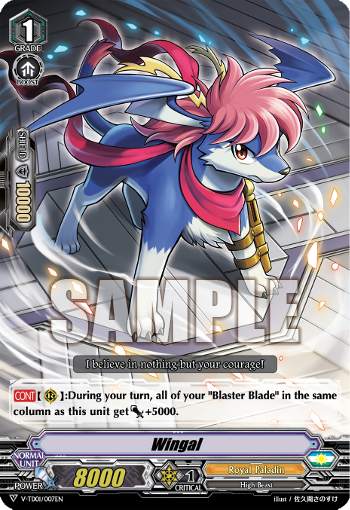 1
GRADE
BOOST
SHIELD
10000
SAMPLE
I believe in nothing but your courage!
CONT【 】:During your turn, all of your "Blaster Blade" in the same
column as this unit get +5000.
Wingal
NORMAL
UNIT
POWER
8000
1
CRITICAL
Royal Paladin
High Beast
V-TD01/007EN
illust / 佐久間さのすけ